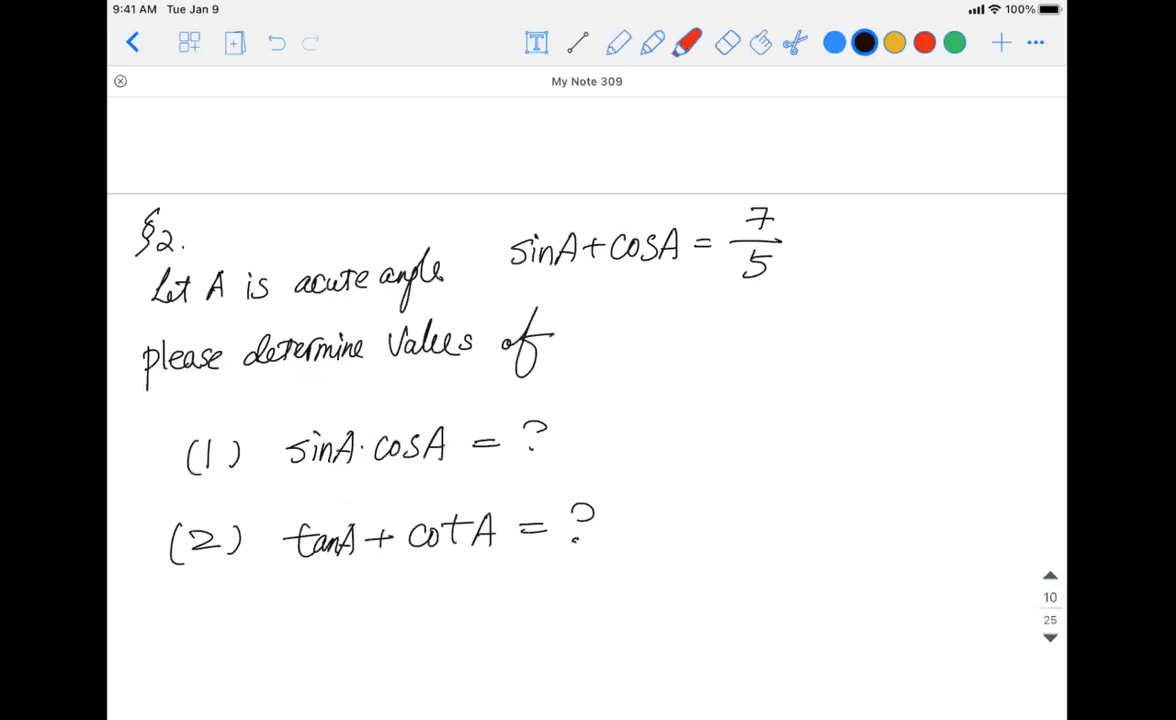 9:41 AM Tue Jan 9
100%
My Note 309
§2.
sinA+cosA = 7/5
Let A is acute angle
please determine values of
(1) sinA·cosA = ?
(2) tanA + cotA = ?
10
25